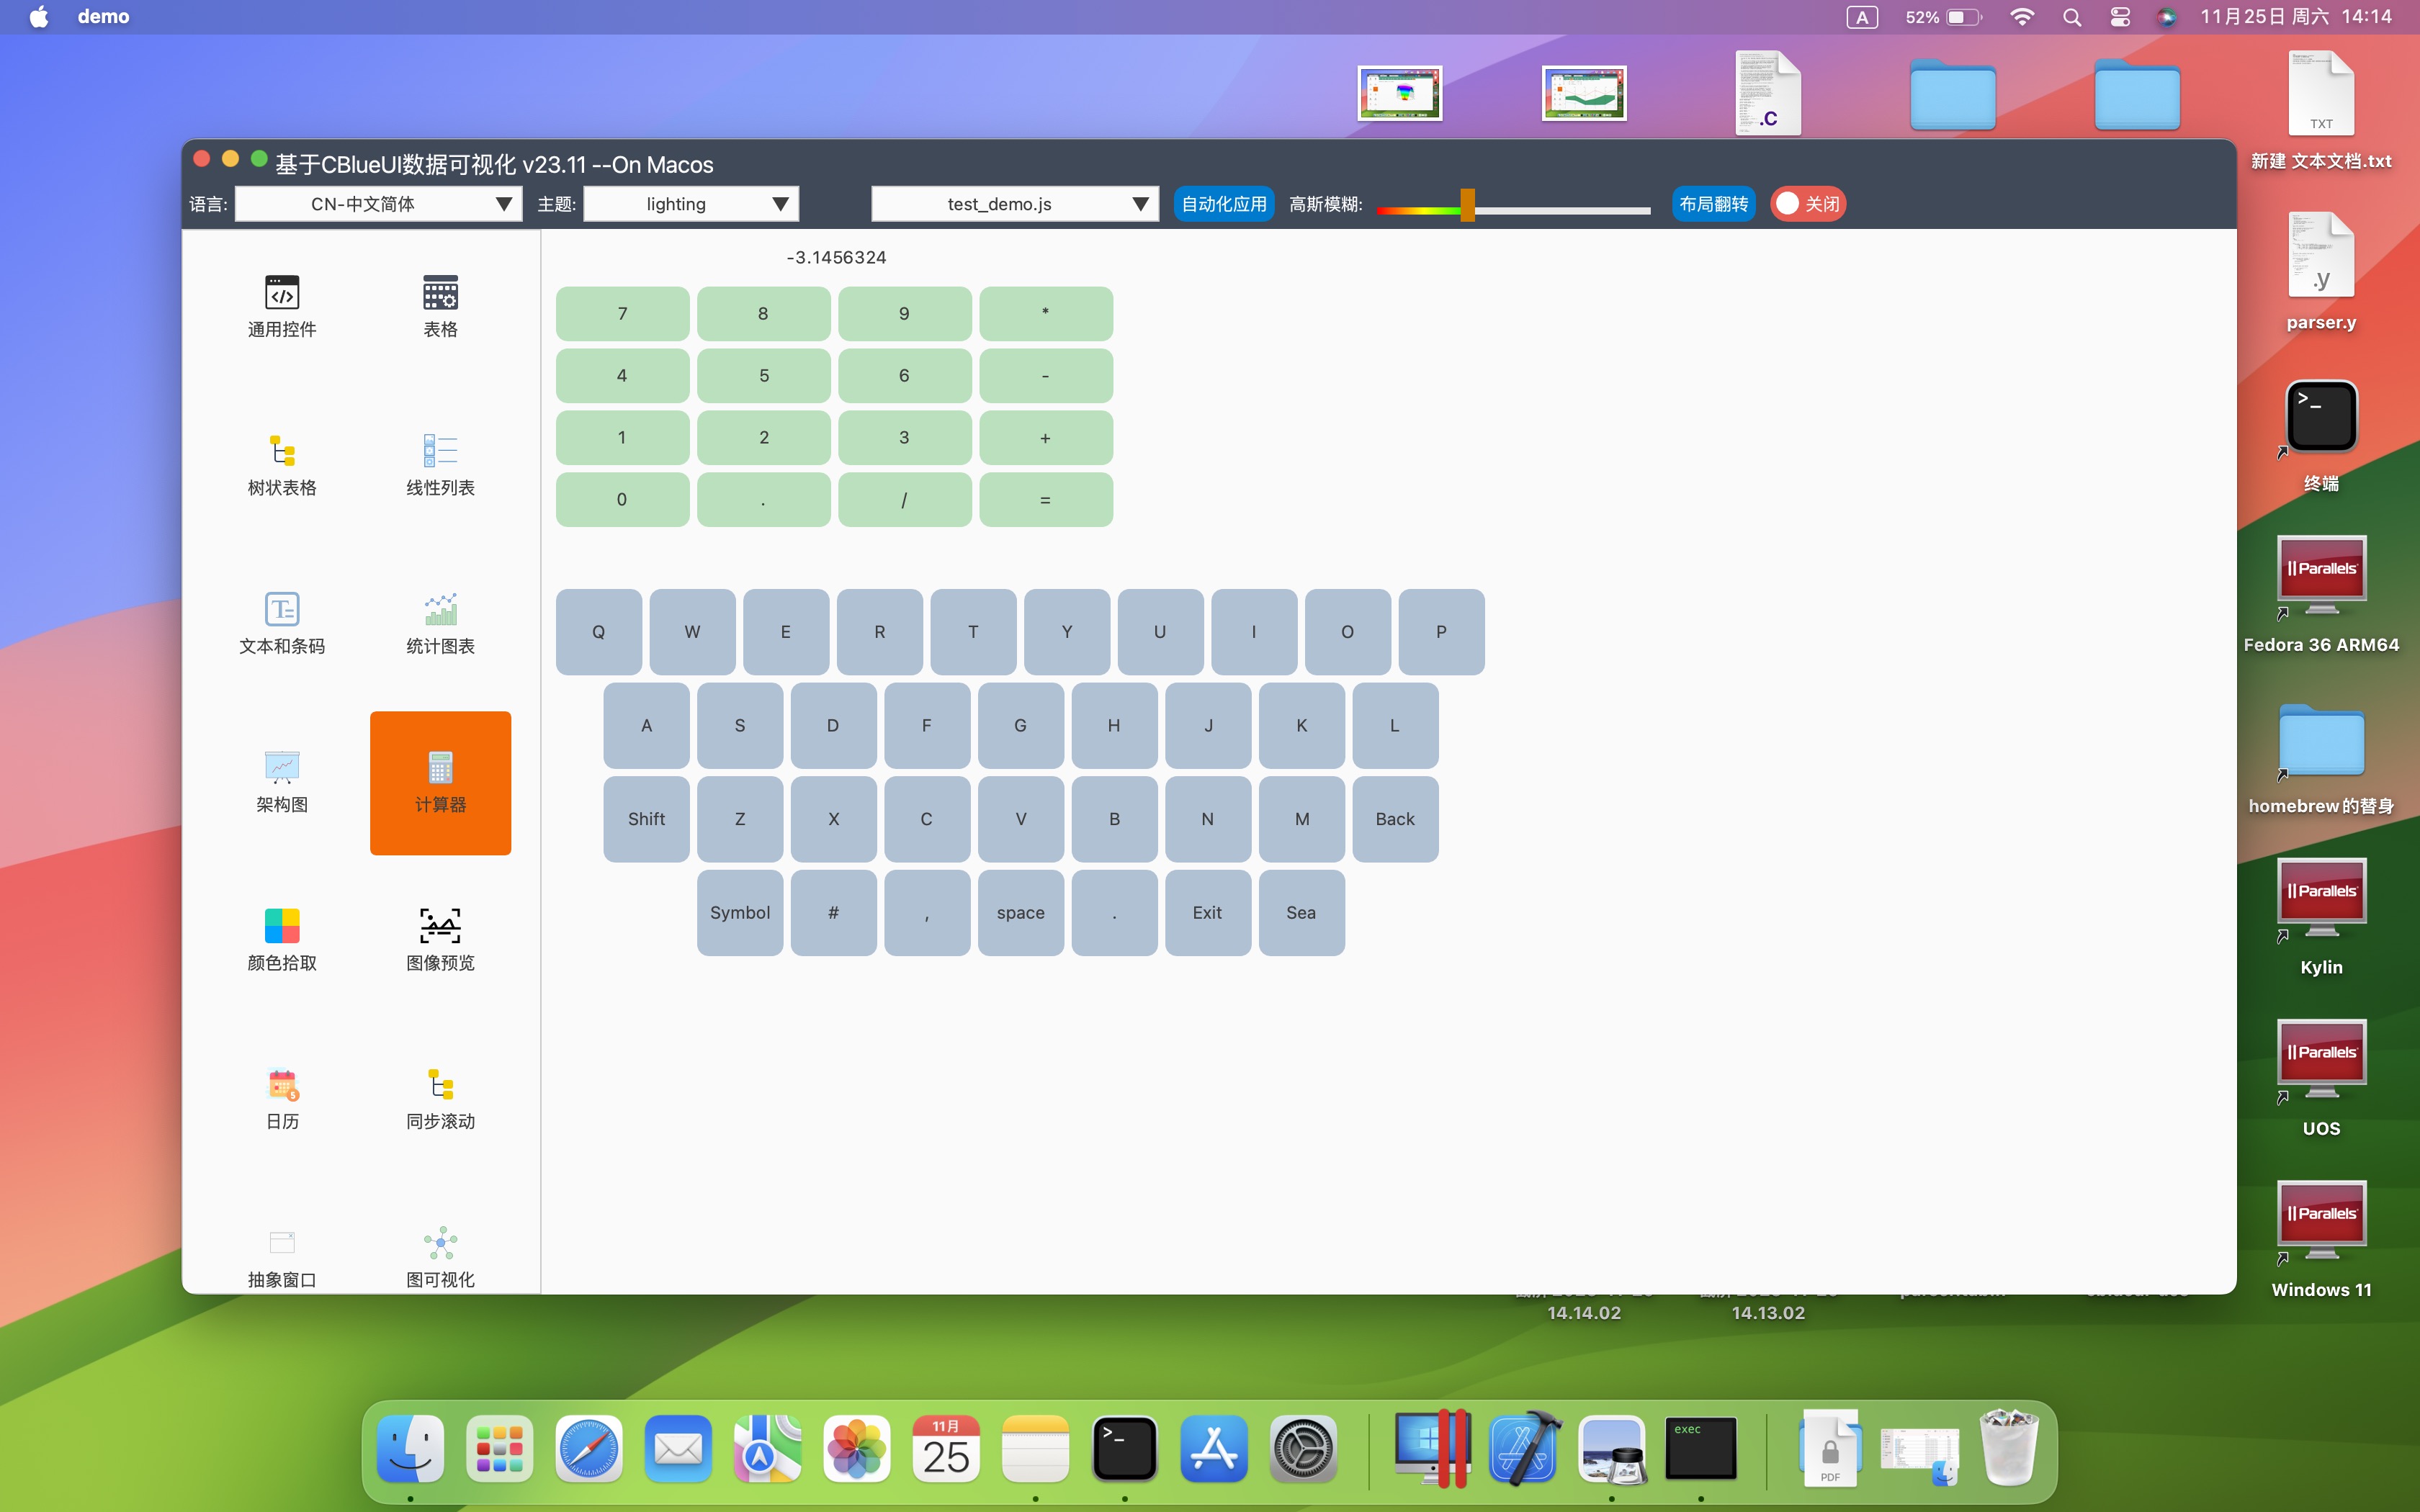 demo
A
52%
11月25日 周六 14:14
.C
TXT
新建 文本文档.txt
基于CBlueUI数据可视化 v23.11 --On Macos
语言:
CN-中文简体
主题:
lighting
test_demo.js
自动化应用
高斯模糊:
布局翻转
关闭
通用控件
表格
树状表格
线性列表
文本和条码
统计图表
架构图
计算器
颜色拾取
图像预览
日历
同步滚动
抽象窗口
图可视化
-3.1456324
7 8 9 *
4 5 6 -
1 2 3 +
0 . / =
Q W E R T Y U I O P
A S D F G H J K L
Shift Z X C V B N M Back
Symbol # , space . Exit Sea
.y
parser.y
>_
终端
Parallels
Fedora 36 ARM64
homebrew的替身
Parallels
Kylin
Parallels
UOS
Parallels
Windows 11
14.14.02
14.13.02
11月
25
>_
exec
PDF